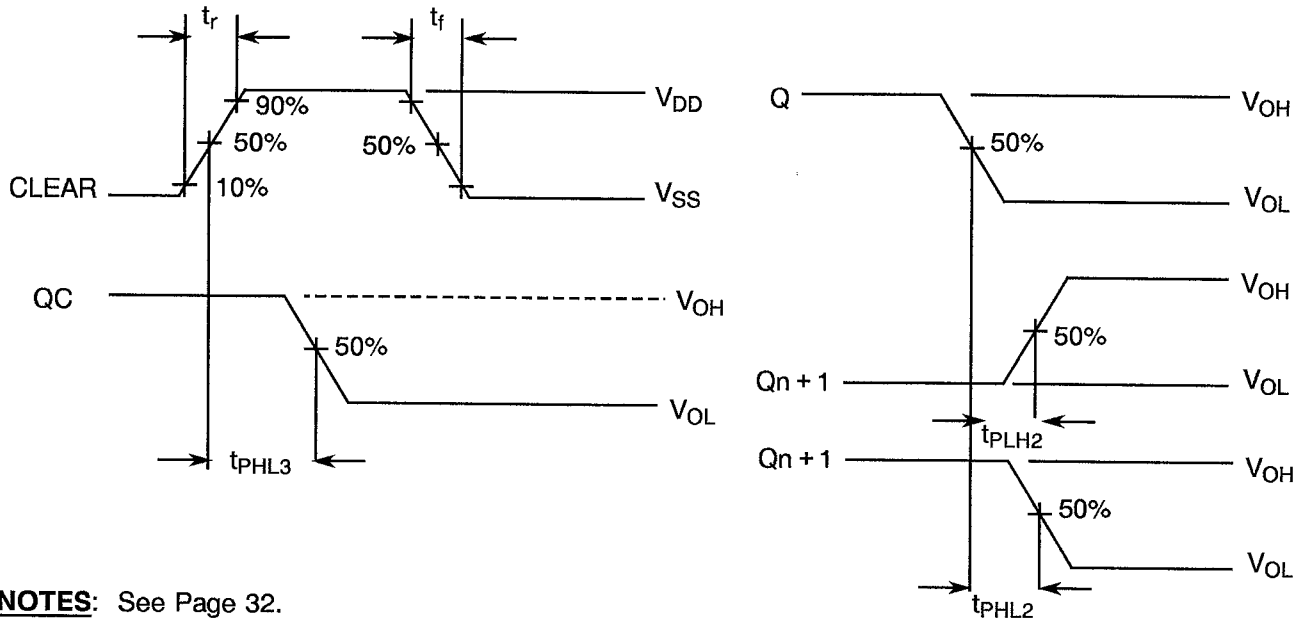 tr
tf
90%
VDD
50%
50%
CLEAR
10%
VSS
QC
VOH
50%
VOL
tPHL3
Q
VOH
50%
VOL
VOH
50%
Qn + 1
VOL
tPLH2
Qn + 1
VOH
50%
VOL
tPHL2
NOTES: See Page 32.